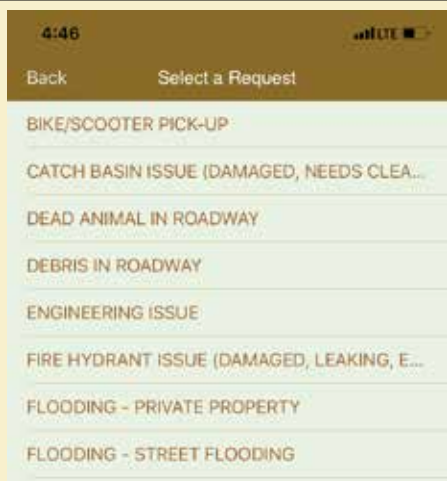 4:46 LTE
Back Select a Request
BIKE/SCOOTER PICK-UP
CATCH BASIN ISSUE (DAMAGED, NEEDS CLEA...
DEAD ANIMAL IN ROADWAY
DEBRIS IN ROADWAY
ENGINEERING ISSUE
FIRE HYDRANT ISSUE (DAMAGED, LEAKING, E...
FLOODING - PRIVATE PROPERTY
FLOODING - STREET FLOODING